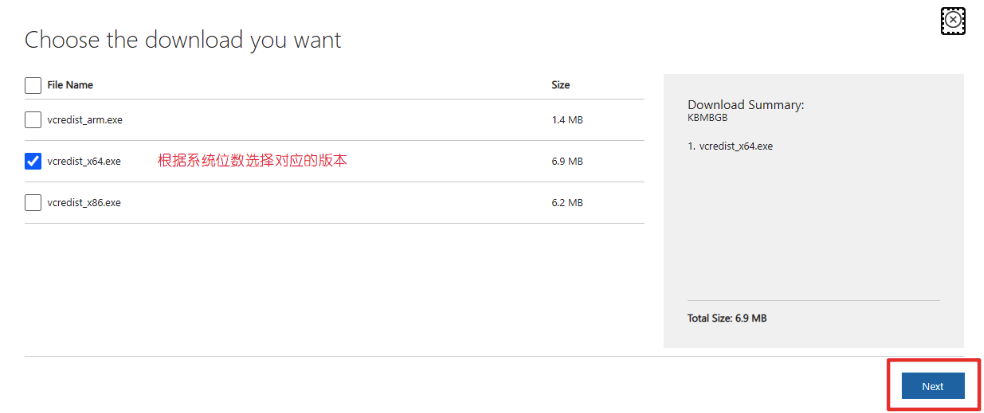 Choose the download you want
File Name Size
vcredist_arm.exe 1.4 MB
vcredist_x64.exe 根据系统位数选择对应的版本 6.9 MB
vcredist_x86.exe 6.2 MB
Download Summary:
KBMBGB
1. vcredist_x64.exe
Total Size: 6.9 MB
Next